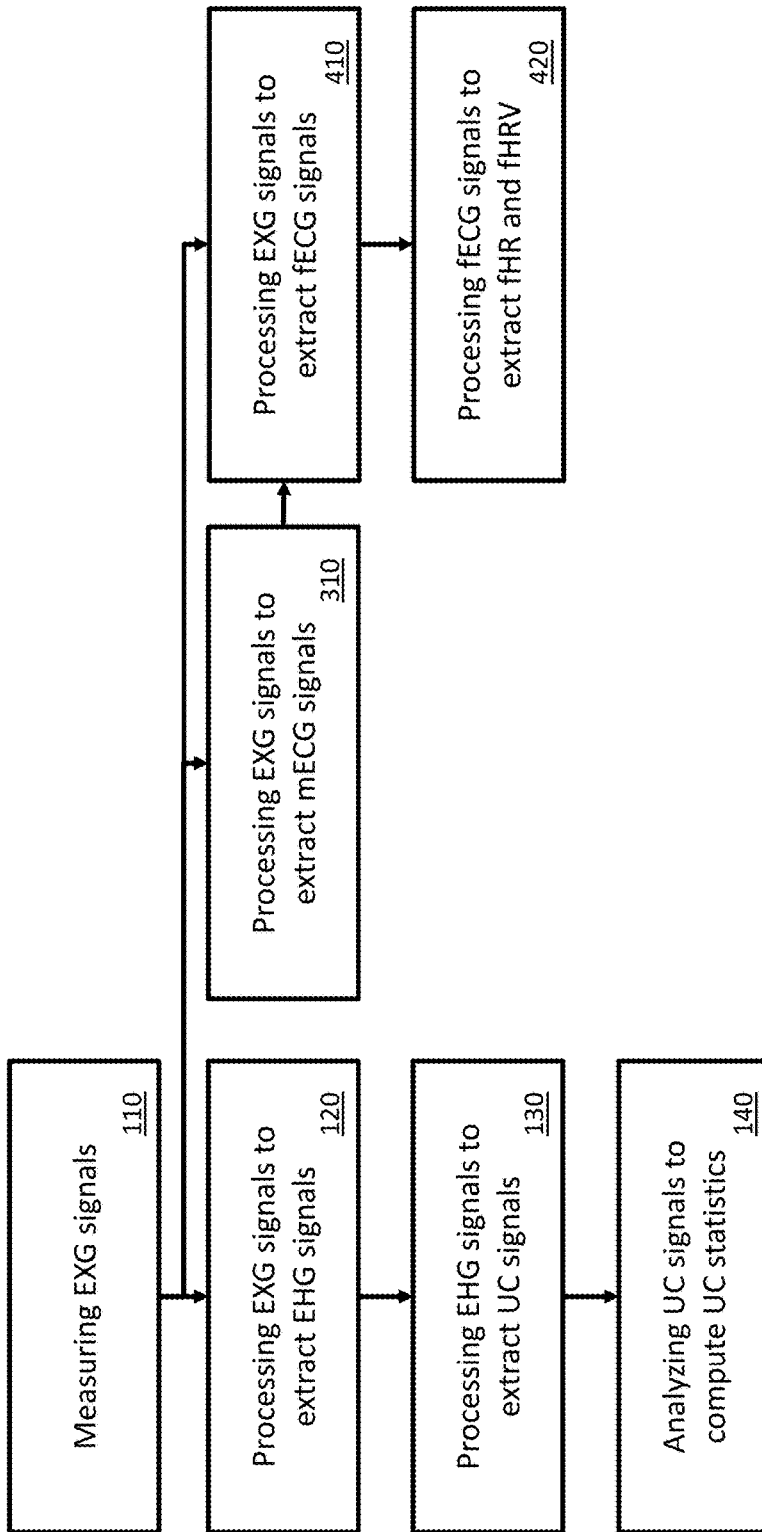 Measuring EXG signals
110
Processing EXG signals to
extract EHG signals
120
Processing EHG signals to
extract UC signals
130
Analyzing UC signals to
compute UC statistics
140
Processing EXG signals to
extract mECG signals
310
Processing EXG signals to
extract fECG signals
410
Processing fECG signals to
extract fHR and fHRV
420